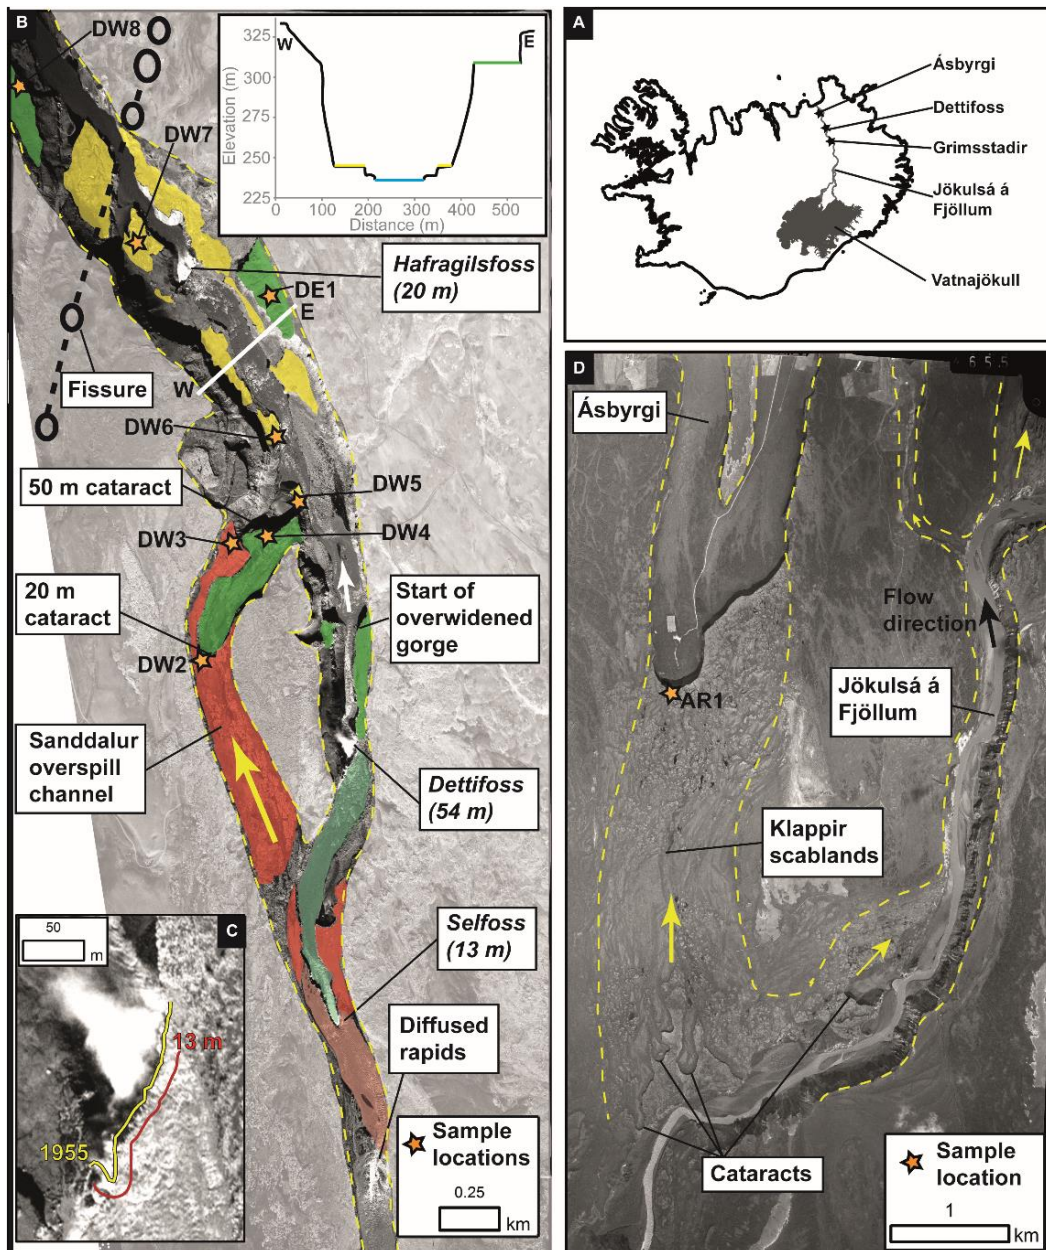 B
DW8
DW7
325
300
275
250
225
Elevation (m)
W
E
0
100
200
300
400
500
Distance (m)
Hafragilsfoss
(20 m)
DE1
E
W
Fissure
DW6
50 m cataract
DW5
DW3
DW4
20 m
cataract
Start of
overwidened
gorge
DW2
Sanddalur
overspill
channel
Dettifoss
(54 m)
Selfoss
(13 m)
Diffused
rapids
Sample
locations
0.25
km
C
50
m
13 m
1955
A
Ásbyrgi
Dettifoss
Grimsstadir
Jökulsá á
Fjöllum
Vatnajökull
D
Ásbyrgi
Flow
direction
AR1
Jökulsá á
Fjöllum
Klappir
scablands
Cataracts
Sample
location
1
km